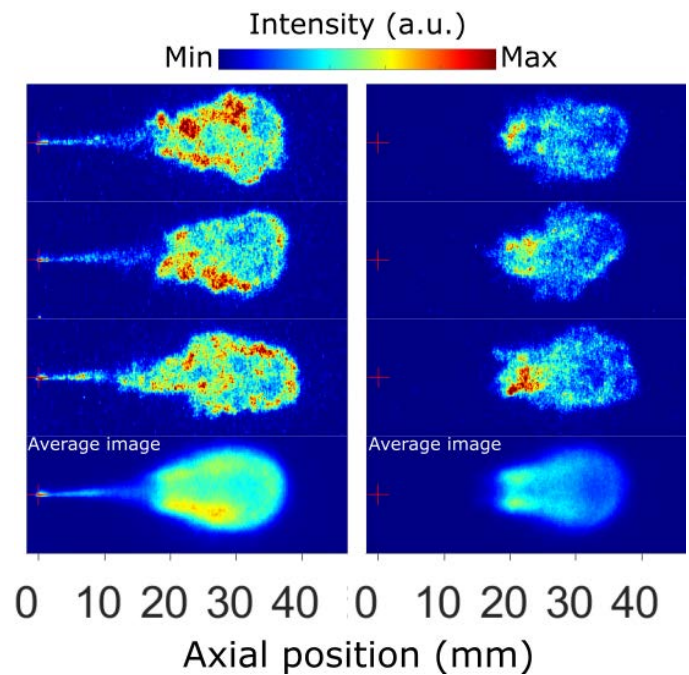 Intensity (a.u.)
Min Max
Average image Average image
0 10 20 30 40 0 10 20 30 40
Axial position (mm)